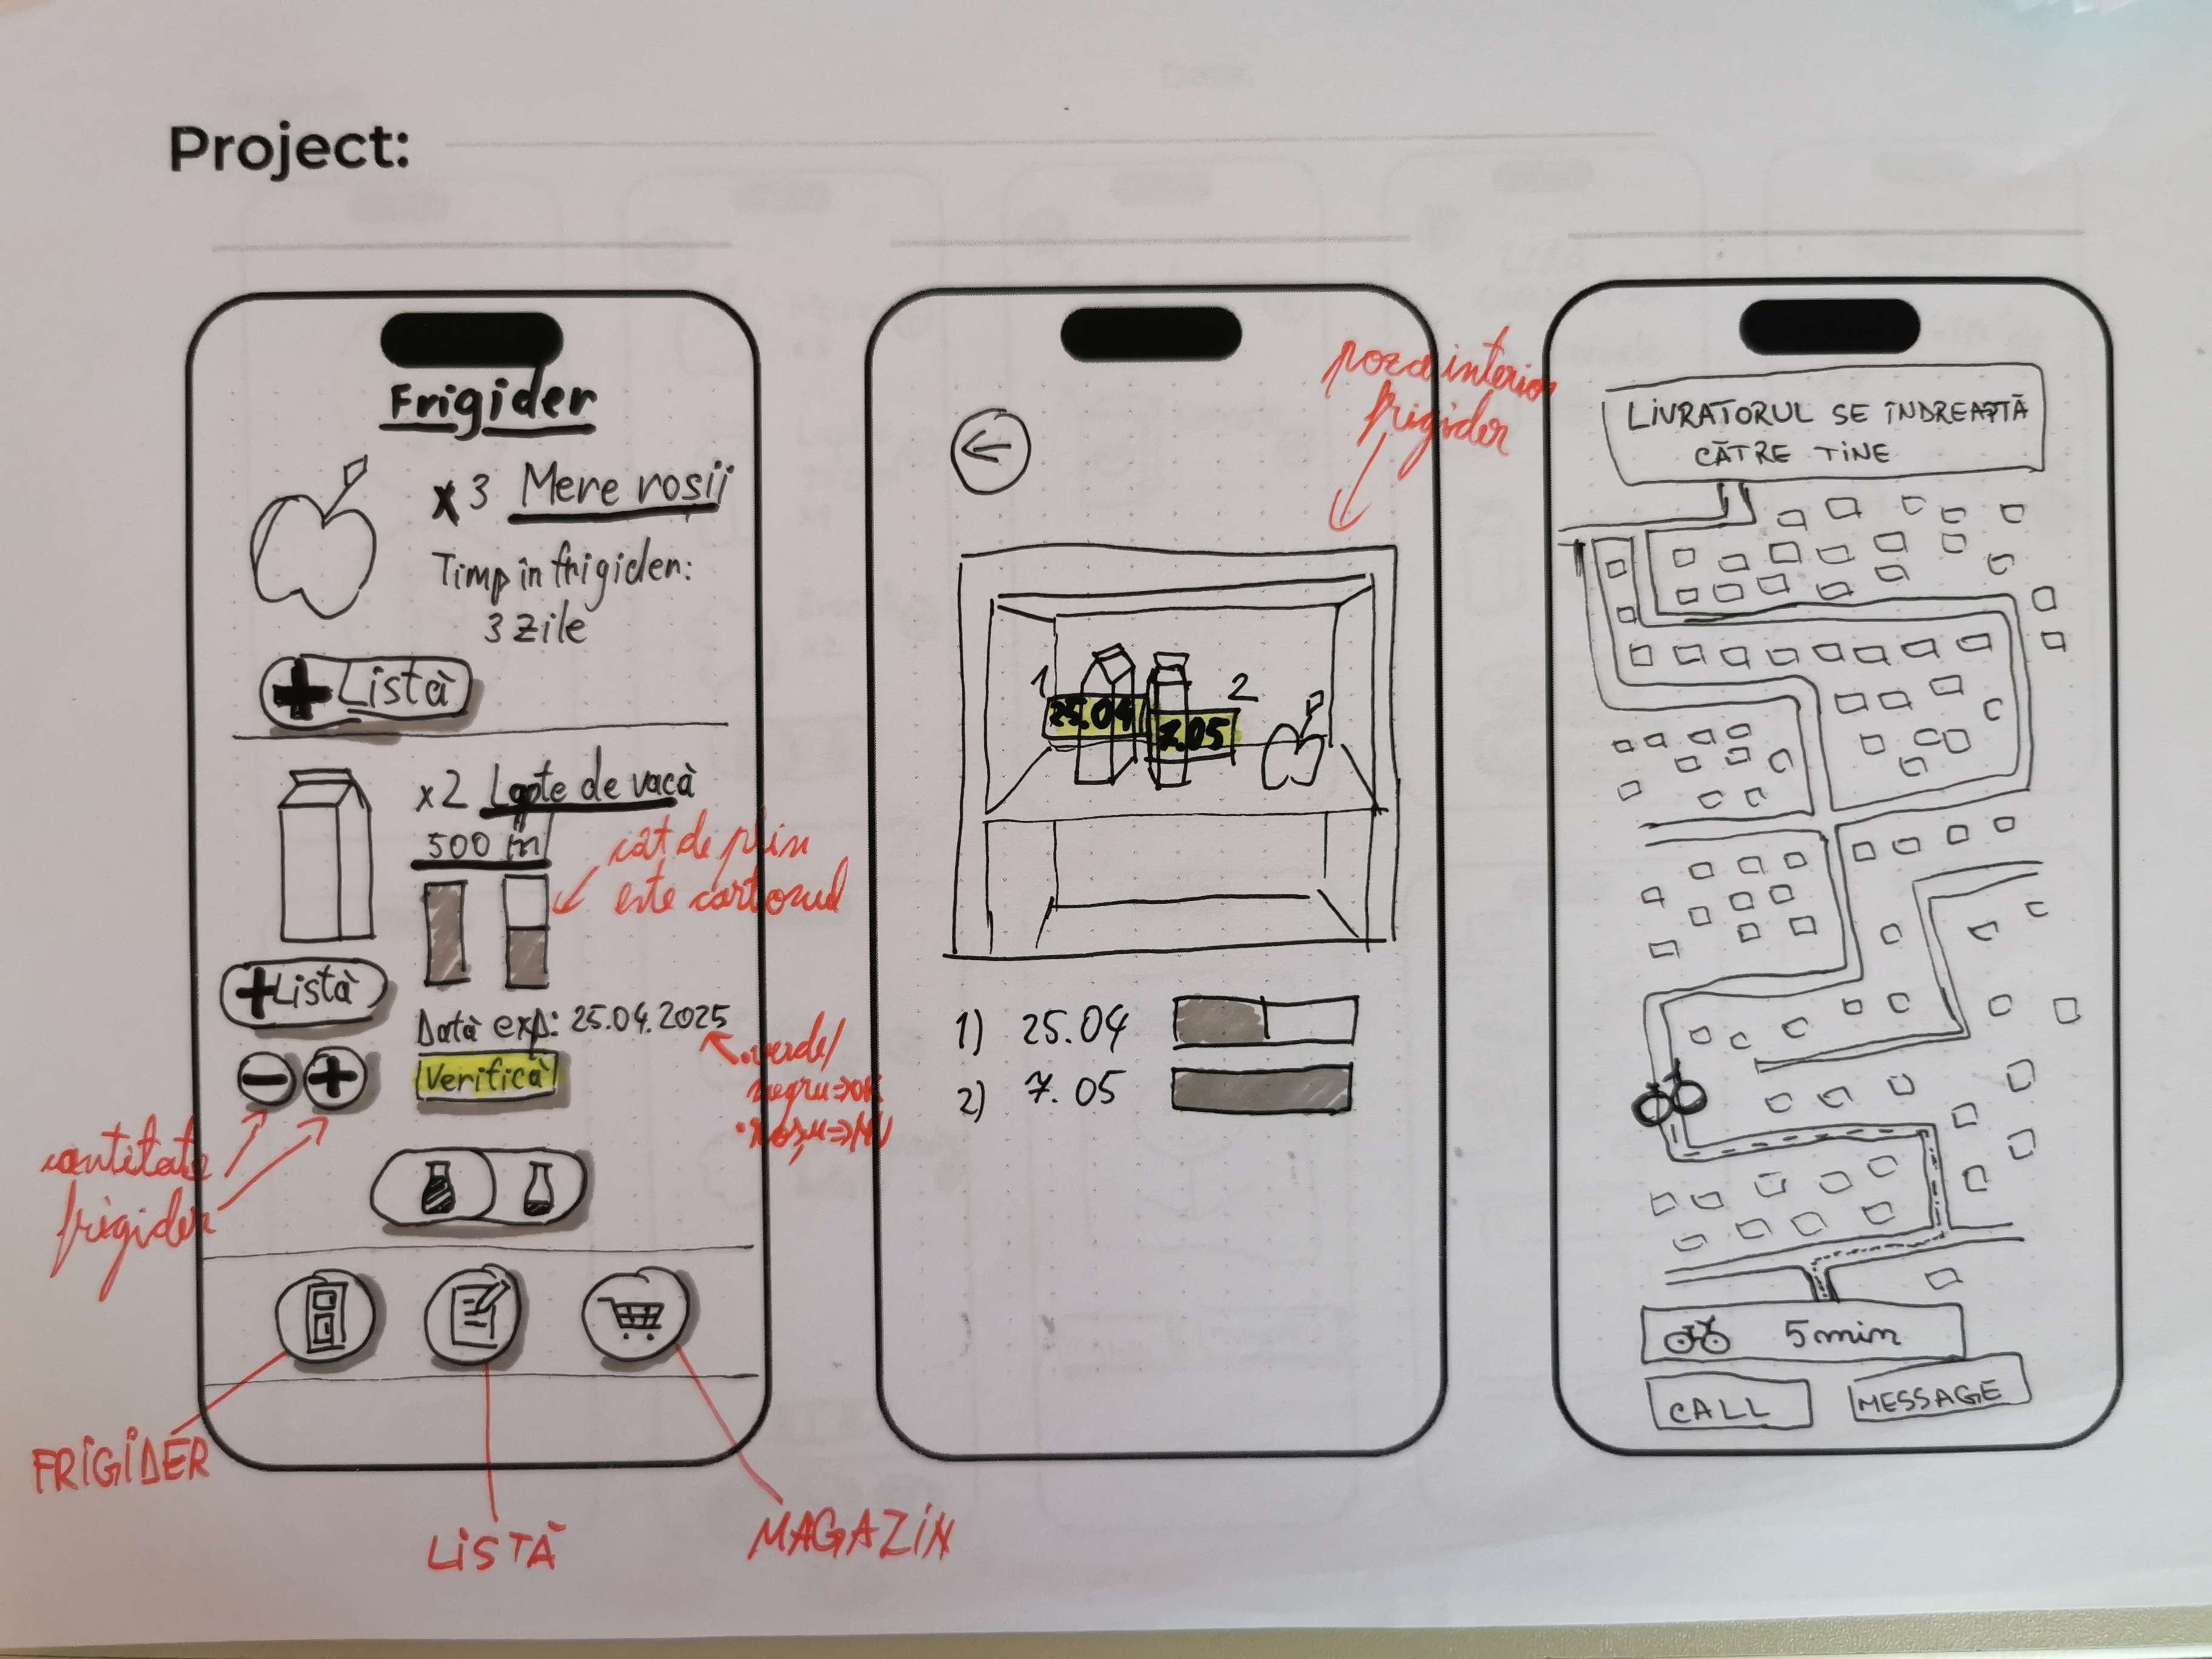 Project:
Frigider
x3 Mere roșii
Timp în frigider:
3 Zile
+ Listă
x2 Lapte de vacă
500 ml
cât de plin
este cartonul
+ Listă
Dată exp: 25.04.2025
Verifică
verde/
negru => OK
roșu => NU
cantitate
frigider
FRIGIDER
LISTĂ
MAGAZIN
poza interior
frigider
1
25.04
2
7.05
1) 25.04
2) 7.05
LIVRATORUL SE ÎNDREAPTĂ
CĂTRE TINE
5 min
CALL
MESSAGE